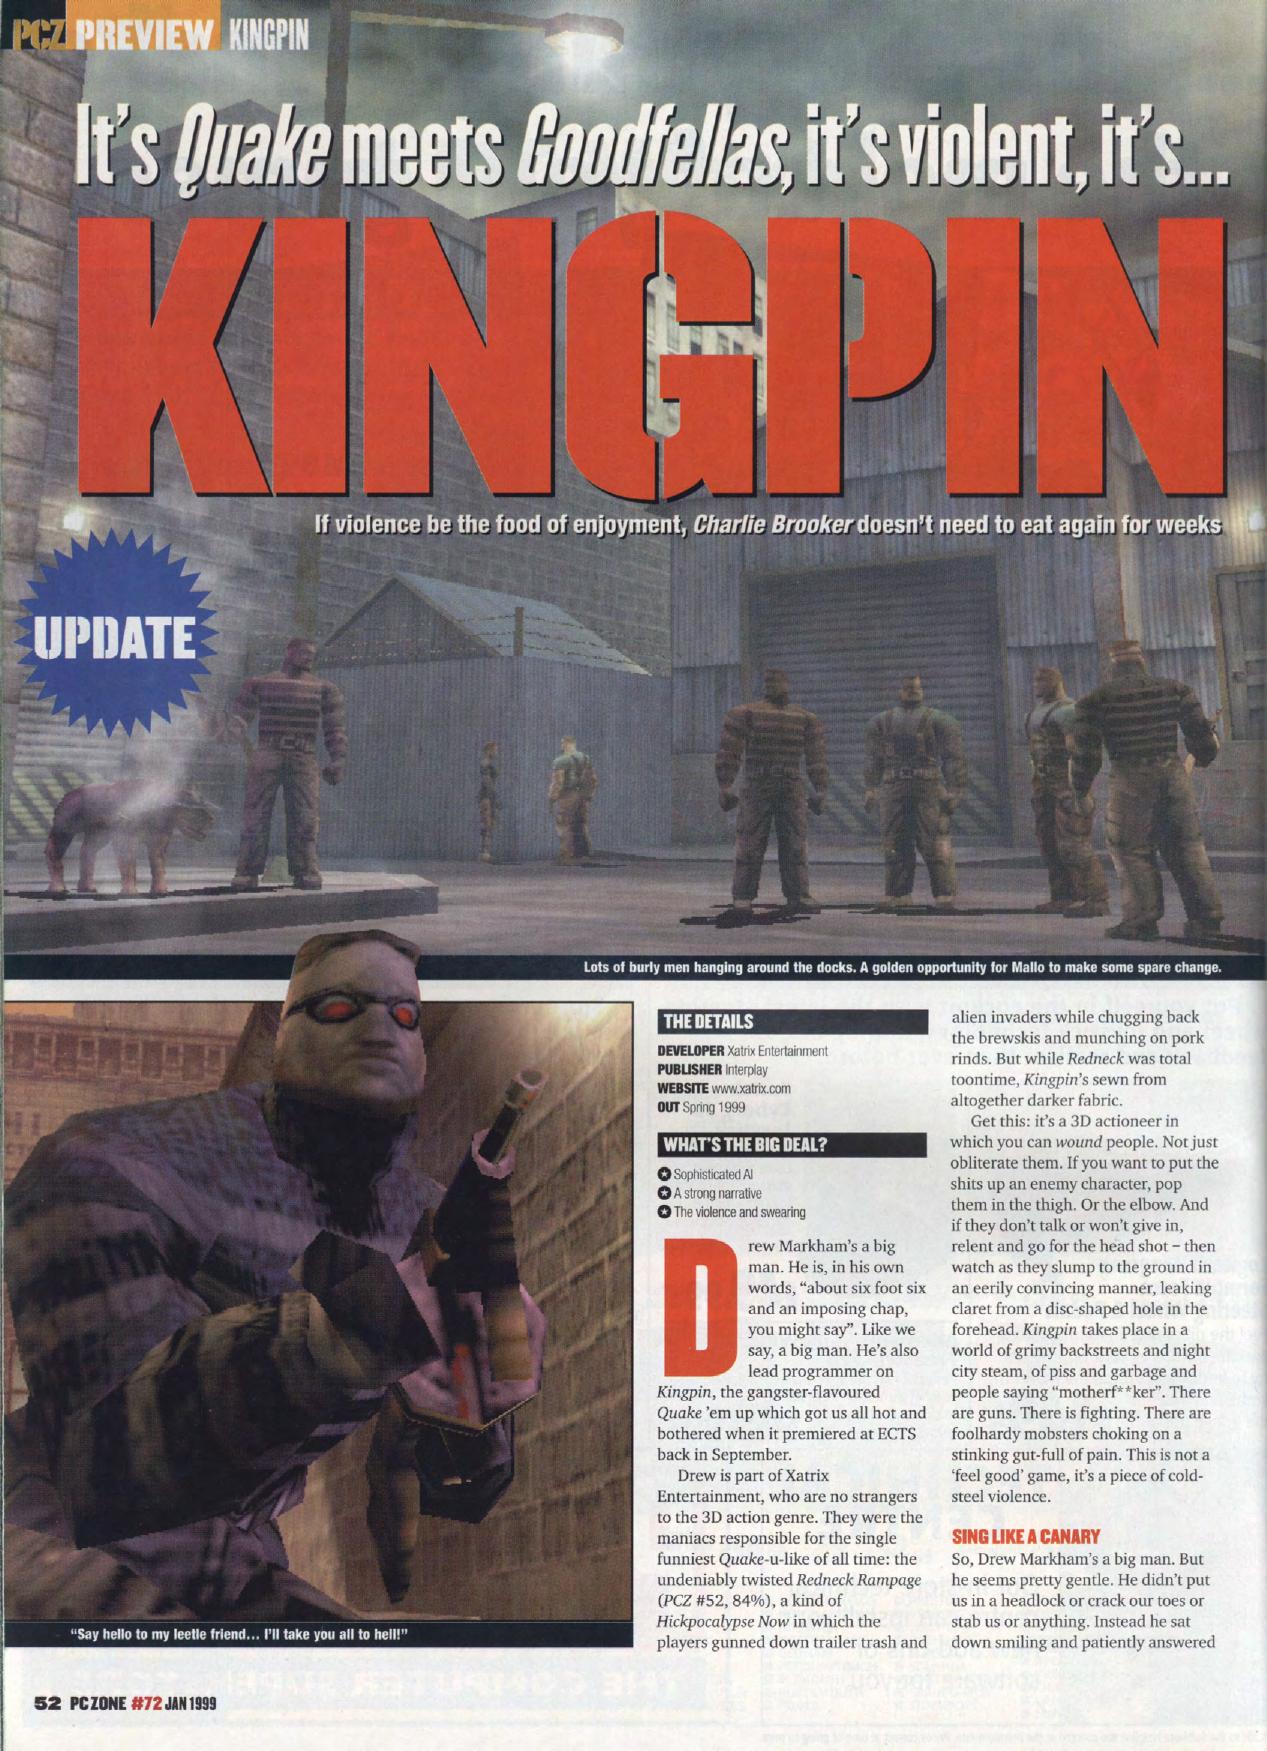 PCZ PREVIEW KINGPIN
It's Quake meets Goodfellas, it's violent, it's...
KINGPIN
If violence be the food of enjoyment, Charlie Brooker doesn't need to eat again for weeks
UPDATE
Lots of burly men hanging around the docks. A golden opportunity for Mallo to make some spare change.
"Say hello to my leetle friend... I'll take you all to hell!"
THE DETAILS
DEVELOPER Xatrix Entertainment
PUBLISHER Interplay
WEBSITE www.xatrix.com
OUT Spring 1999
WHAT'S THE BIG DEAL?
Sophisticated AI
A strong narrative
The violence and swearing
Drew Markham's a big
man. He is, in his own
words, "about six foot six
and an imposing chap,
you might say". Like we
say, a big man. He's also
lead programmer on
Kingpin, the gangster-flavoured
Quake 'em up which got us all hot and
bothered when it premiered at ECTS
back in September.
Drew is part of Xatrix
Entertainment, who are no strangers
to the 3D action genre. They were the
maniacs responsible for the single
funniest Quake-u-like of all time: the
undeniably twisted Redneck Rampage
(PCZ #52, 84%), a kind of
Hickpocalypse Now in which the
players gunned down trailer trash and
alien invaders while chugging back
the brewskis and munching on pork
rinds. But while Redneck was total
toontime, Kingpin's sewn from
altogether darker fabric.
Get this: it's a 3D actioneer in
which you can wound people. Not just
obliterate them. If you want to put the
shits up an enemy character, pop
them in the thigh. Or the elbow. And
if they don't talk or won't give in,
relent and go for the head shot – then
watch as they slump to the ground in
an eerily convincing manner, leaking
claret from a disc-shaped hole in the
forehead. Kingpin takes place in a
world of grimy backstreets and night
city steam, of piss and garbage and
people saying "motherf**ker". There
are guns. There is fighting. There are
foolhardy mobsters choking on a
stinking gut-full of pain. This is not a
'feel good' game, it's a piece of cold-
steel violence.
SING LIKE A CANARY
So, Drew Markham's a big man. But
he seems pretty gentle. He didn't put
us in a headlock or crack our toes or
stab us or anything. Instead he sat
down smiling and patiently answered
52 PC ZONE #72 JAN 1999